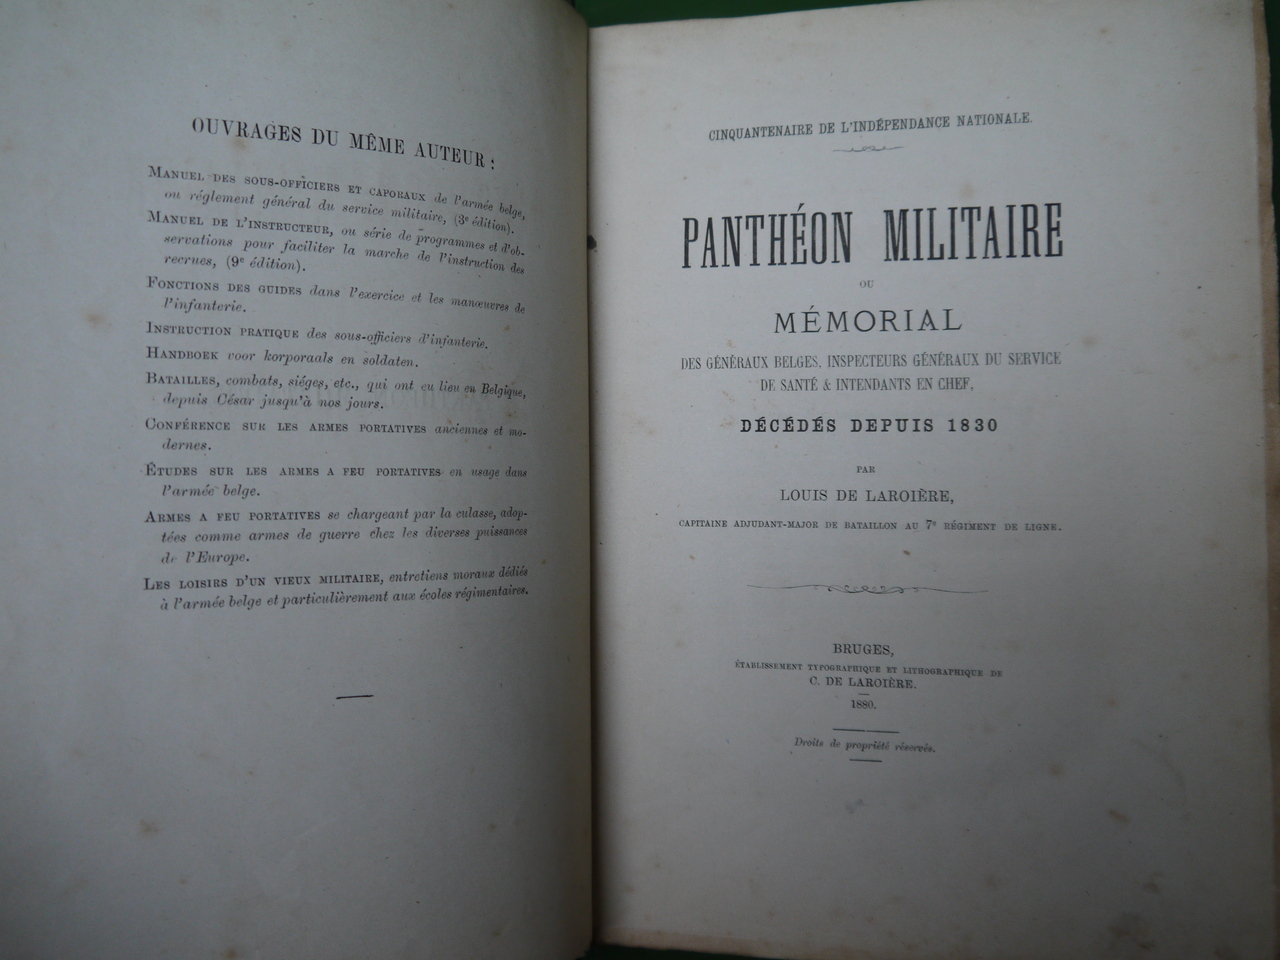 OUVRAGES DU MÊME AUTEUR :
MANUEL DES SOUS-OFFICIERS ET CAPORAUX de l'armée belge,
ou réglement général du service militaire, (3e édition).
MANUEL DE L'INSTRUCTEUR, ou série de programmes et d'ob-
servations pour faciliter la marche de l'instruction des
recrues, (9e édition).
FONCTIONS DES GUIDES dans l'exercice et les manœuvres de
l'infanterie.
INSTRUCTION PRATIQUE des sous-officiers d'infanterie.
HANDBOEK voor korporaals en soldaten.
BATAILLES, combats, siéges, etc., qui ont eu lieu en Belgique,
depuis César jusqu'à nos jours.
CONFÉRENCE SUR LES ARMES PORTATIVES anciennes et mo-
dernes.
ÉTUDES SUR LES ARMES A FEU PORTATIVES en usage dans
l'armée belge.
ARMES A FEU PORTATIVES se chargeant par la culasse, adop-
tées comme armes de guerre chez les diverses puissances
de l'Europe.
LES LOISIRS D'UN VIEUX MILITAIRE, entretiens moraux dédiés
à l'armée belge et particulièrement aux écoles régimentaires.
CINQUANTENAIRE DE L'INDÉPENDANCE NATIONALE.
PANTHÉON MILITAIRE
OU
MÉMORIAL
DES GÉNÉRAUX BELGES, INSPECTEURS GÉNÉRAUX DU SERVICE
DE SANTÉ & INTENDANTS EN CHEF,
DÉCÉDÉS DEPUIS 1830
PAR
LOUIS DE LAROIÈRE,
CAPITAINE ADJUDANT-MAJOR DE BATAILLON AU 7e RÉGIMENT DE LIGNE.
BRUGES,
ÉTABLISSEMENT TYPOGRAPHIQUE ET LITHOGRAPHIQUE DE
C. DE LAROIÈRE.
1880.
Droits de propriété réservés.